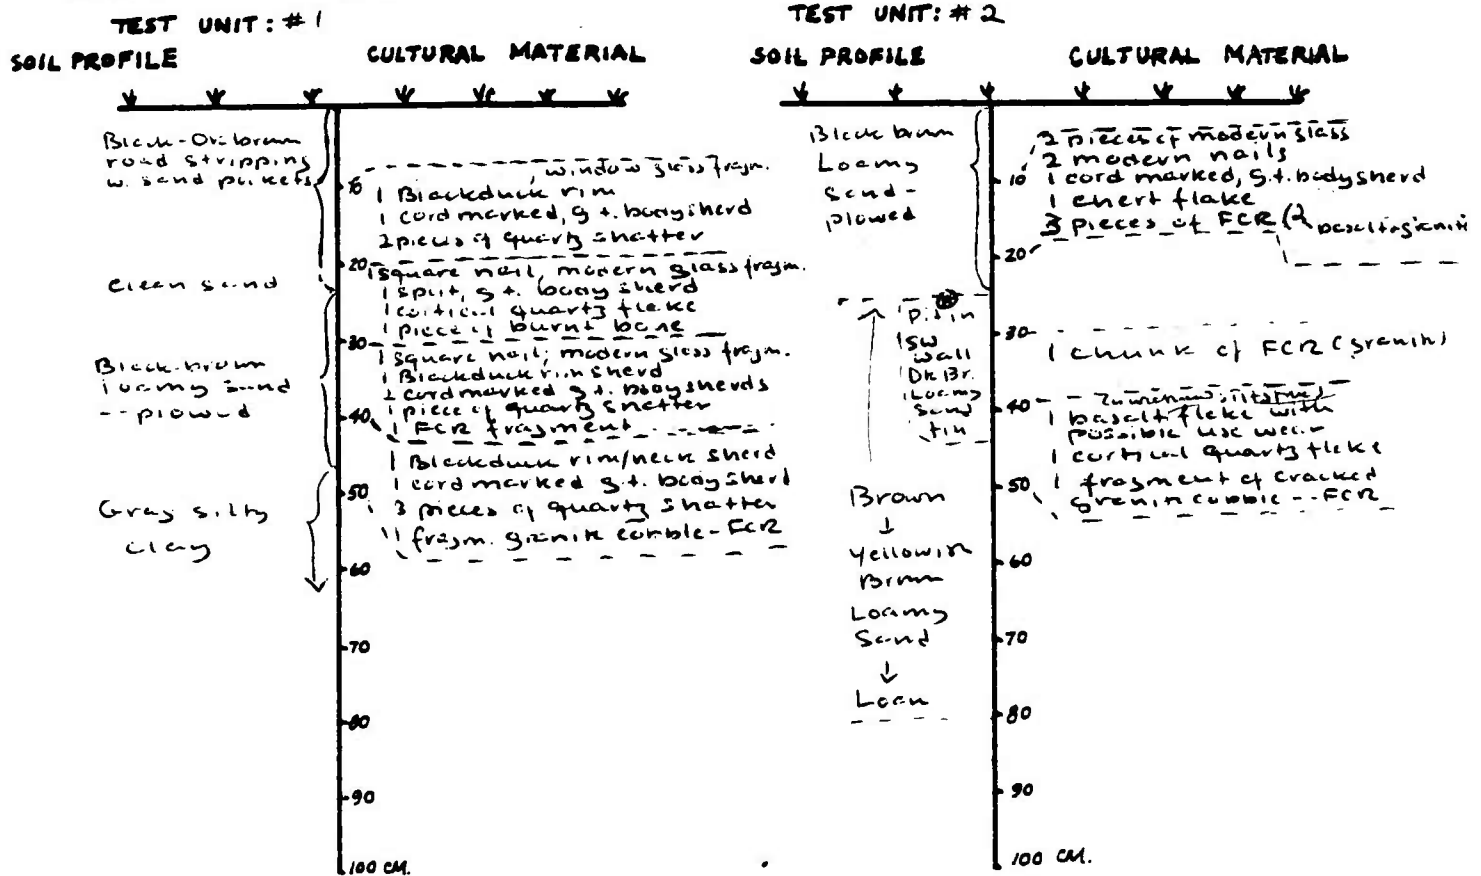 TEST UNIT: #1
SOIL PROFILE
CULTURAL MATERIAL
Black-Or. brown
road stripping
w. sand pockets
Clean sand
Black-brown
loamy sand
-- plowed
Gray silty
clay
10
20
30
40
50
60
70
80
90
100 CM.
window glass fragm.
1 Blackduck rim
1 cord marked, g.t. bodysherd
2 pieces of quartz shatter
1 square nail, modern glass fragm.
1 split, g.t. body sherd
1 cortical quartz flake
1 piece of burnt bone
1 square nail, modern glass fragm.
1 Blackduck rimsherd
2 cordmarked g.t. bodysherds
1 piece of quartz shatter
1 FCR fragment
1 Blackduck rim/neck sherd
1 cord marked g.t. bodysherd
3 pieces of quartz shatter
1 fragm. granite cobble-FCR
TEST UNIT: #2
SOIL PROFILE
CULTURAL MATERIAL
Black brown
Loamy
Sand-
plowed
Pit in
SW
wall
Dk Br.
Loamy
Sand
Brown
↓
Yellowish
Brown
Loamy
Sand
↓
Loam
10
20
30
40
50
60
70
80
90
100 CM.
2 pieces of modern glass
2 modern nails
1 cord marked, g.t. bodysherd
1 chert flake
3 pieces of FCR (2
1 chunk of FCR (granite)
1 basalt flake with
possible use wear
1 cortical quartz flake
1 fragment of cracked
granite cobble -- FCR